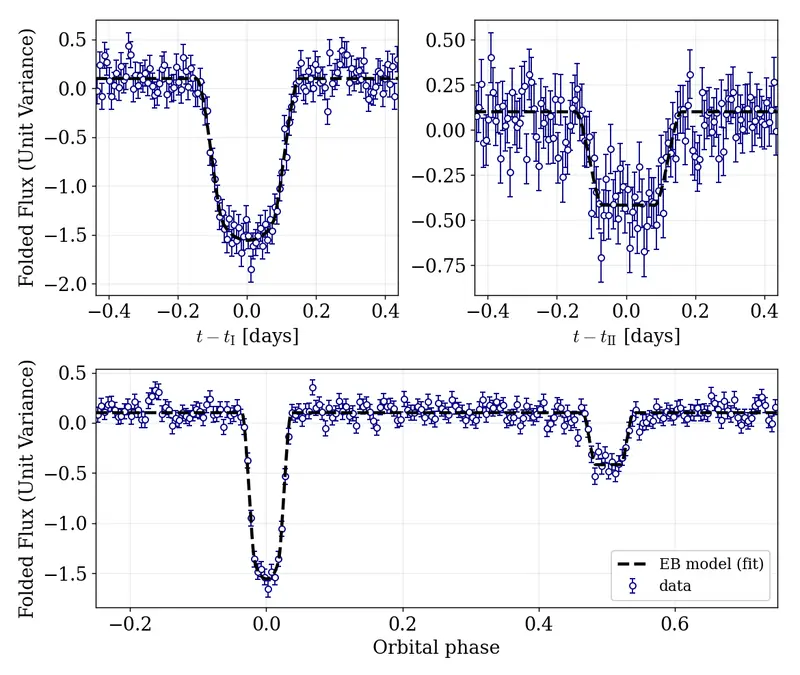 Folded Flux (Unit Variance)
0.5
0.0
−0.5
−1.0
−1.5
−2.0
−0.4 −0.2 0.0 0.2 0.4
t − t_I [days]
0.50
0.25
0.00
−0.25
−0.50
−0.75
−0.4 −0.2 0.0 0.2 0.4
t − t_II [days]
Folded Flux (Unit Variance)
0.5
0.0
−0.5
−1.0
−1.5
−0.2 0.0 0.2 0.4 0.6
Orbital phase
EB model (fit)
data